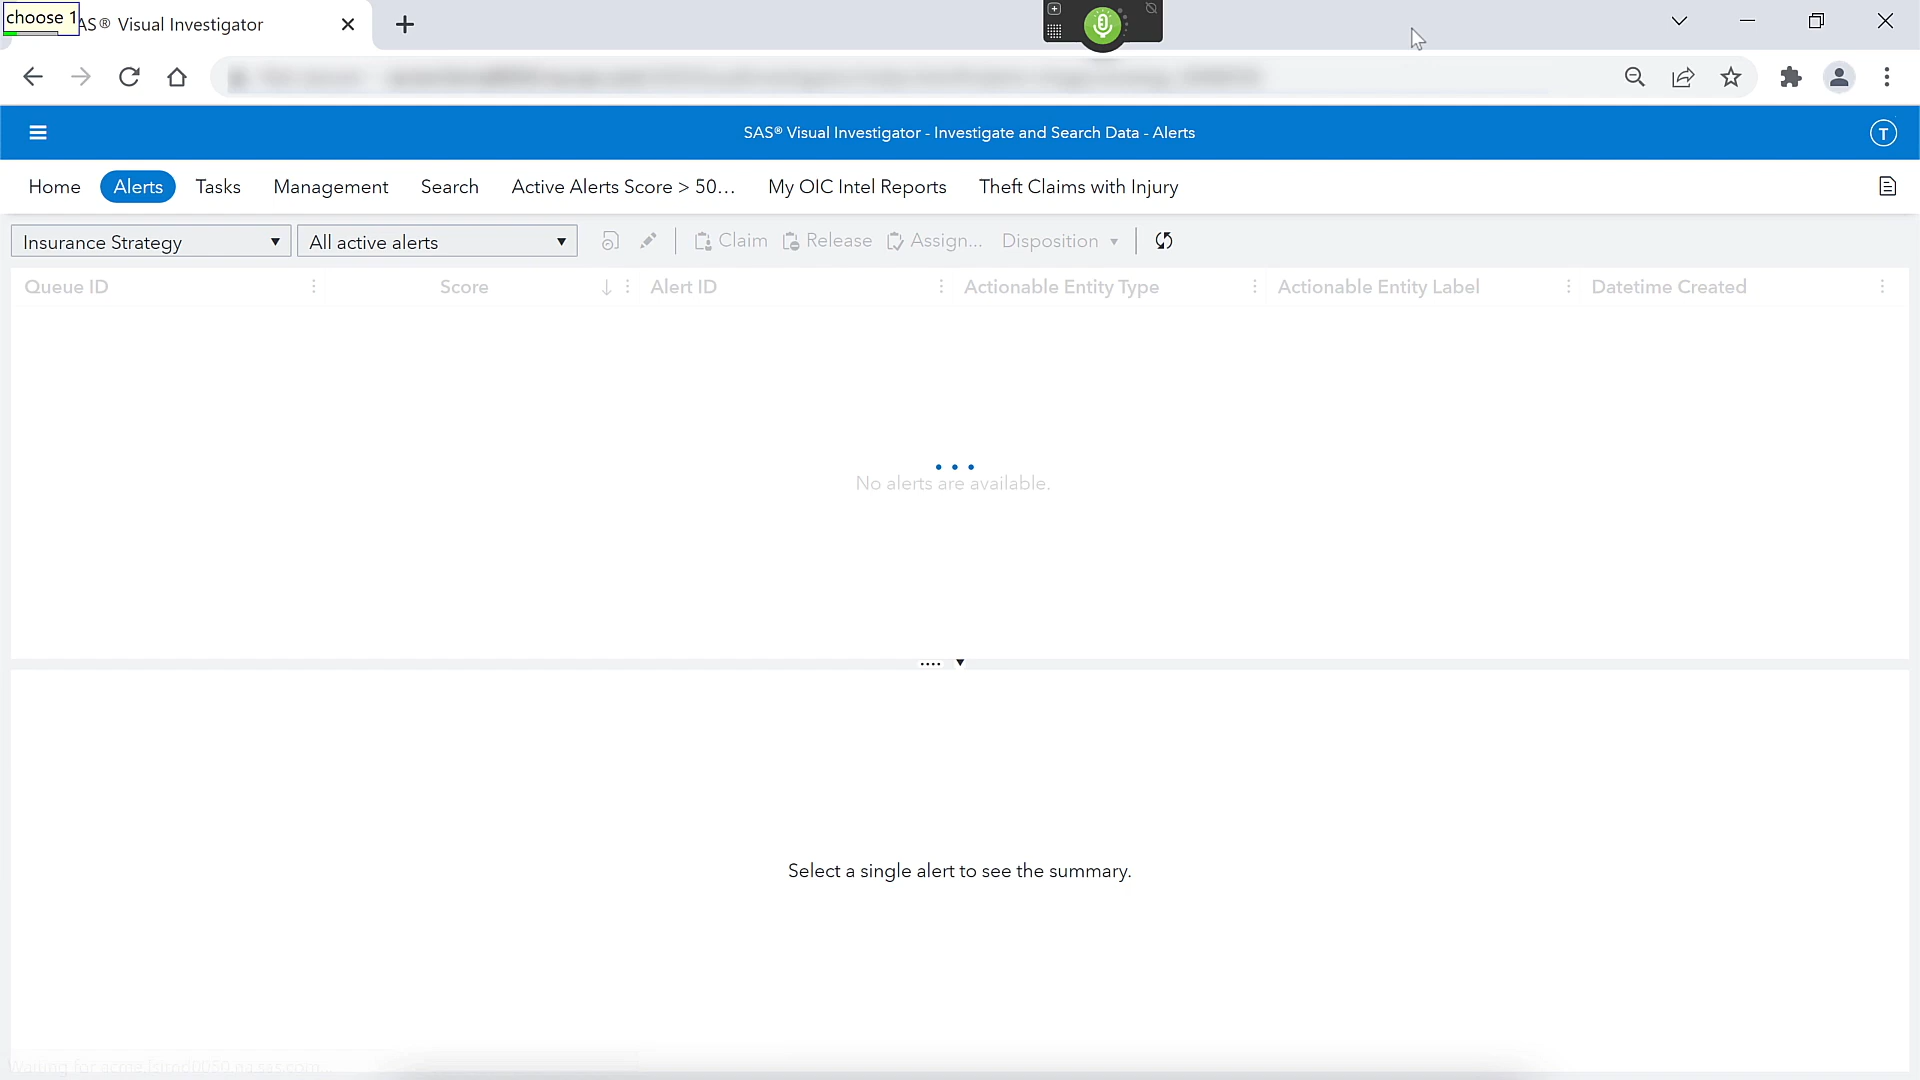 choose 1
AS® Visual Investigator
SAS® Visual Investigator - Investigate and Search Data - Alerts
T
Home Alerts Tasks Management Search Active Alerts Score > 50... My OIC Intel Reports Theft Claims with Injury
Insurance Strategy All active alerts Claim Release Assign... Disposition
Queue ID Score Alert ID Actionable Entity Type Actionable Entity Label Datetime Created
No alerts are available.
Select a single alert to see the summary.
Waiting for